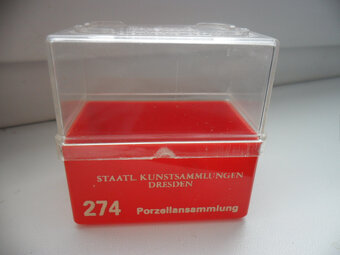 STAATL. KUNSTSAMMLUNGEN
DRESDEN
274 Porzellansammlung